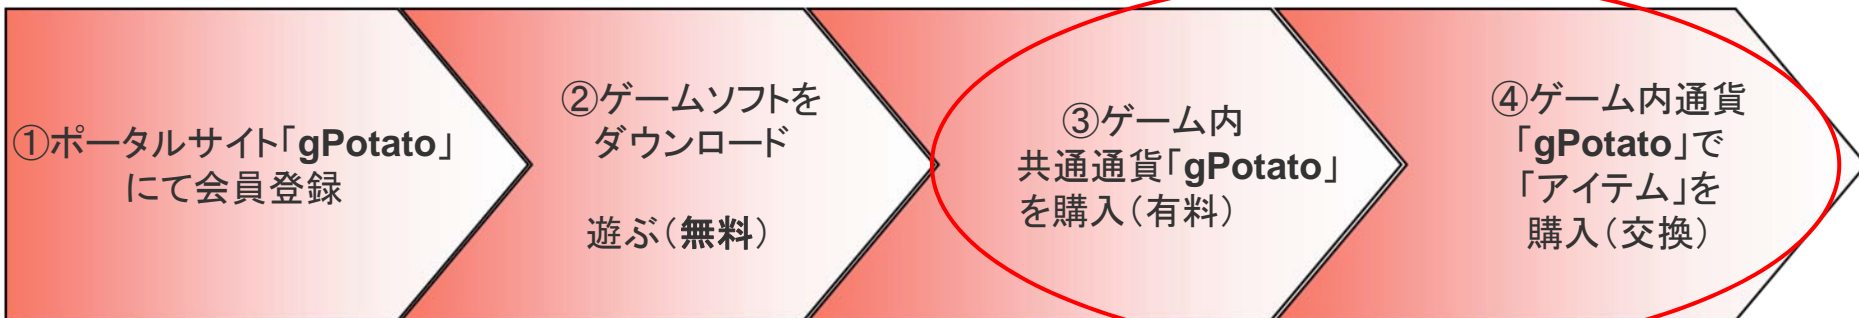 ①ポータルサイト「gPotato」
にて会員登録
②ゲームソフトを
ダウンロード
遊ぶ（無料）
③ゲーム内
共通通貨「gPotato」
を購入（有料）
④ゲーム内通貨
「gPotato」で
「アイテム」を
購入（交換）